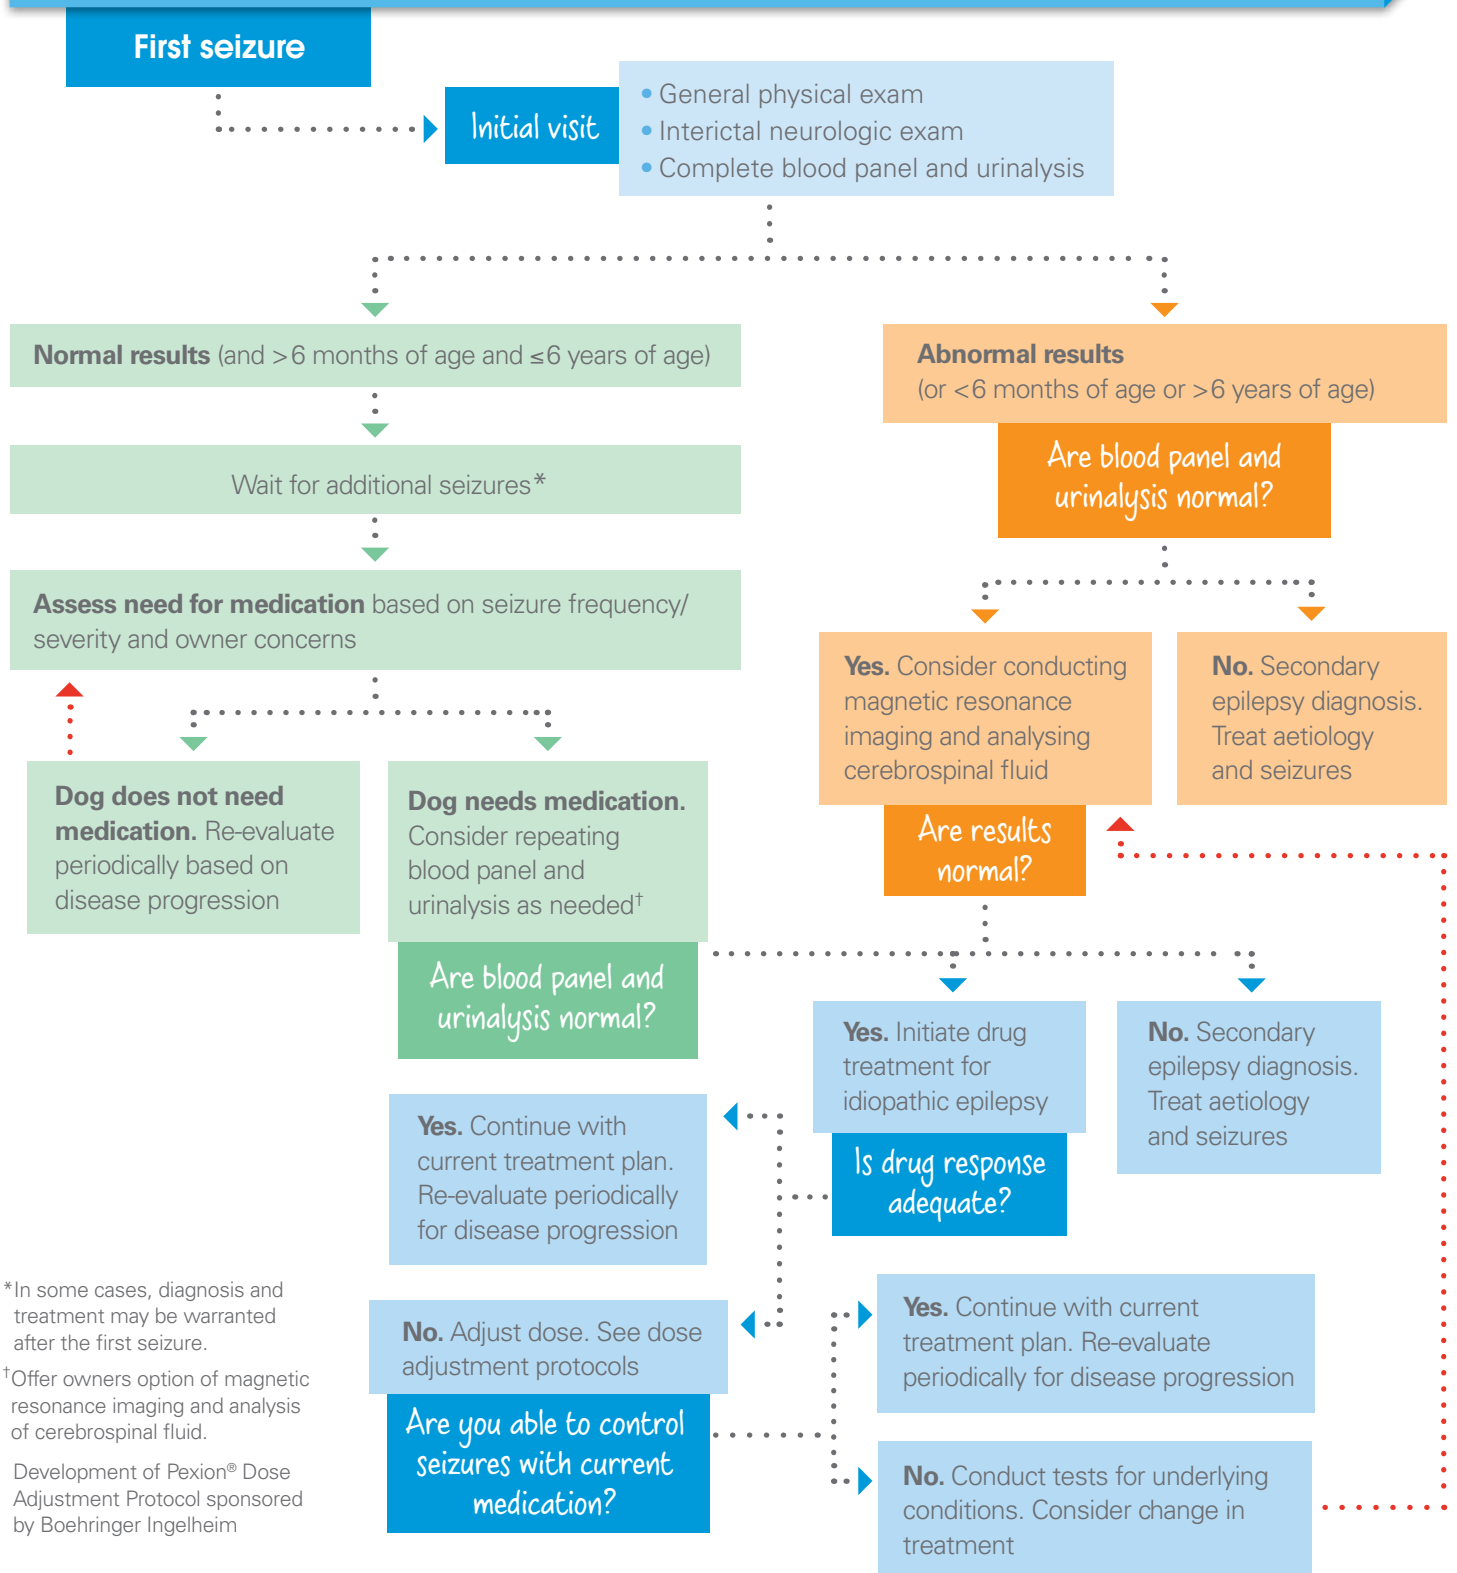 First seizure
Initial visit
• General physical exam
• Interictal neurologic exam
• Complete blood panel and urinalysis
Normal results (and >6 months of age and ≤6 years of age)
Wait for additional seizures*
Assess need for medication based on seizure frequency/
severity and owner concerns
Dog does not need
medication. Re-evaluate
periodically based on
disease progression
Dog needs medication.
Consider repeating
blood panel and
urinalysis as needed†
Are blood panel and
urinalysis normal?
Abnormal results
(or <6 months of age or >6 years of age)
Are blood panel and
urinalysis normal?
Yes. Consider conducting
magnetic resonance
imaging and analysing
cerebrospinal fluid
No. Secondary
epilepsy diagnosis.
Treat aetiology
and seizures
Are results
normal?
Yes. Initiate drug
treatment for
idiopathic epilepsy
No. Secondary
epilepsy diagnosis.
Treat aetiology
and seizures
Is drug response
adequate?
Yes. Continue with
current treatment plan.
Re-evaluate periodically
for disease progression
No. Adjust dose. See dose
adjustment protocols
Are you able to control
seizures with current
medication?
Yes. Continue with current
treatment plan. Re-evaluate
periodically for disease progression
No. Conduct tests for underlying
conditions. Consider change in
treatment
*In some cases, diagnosis and
treatment may be warranted
after the first seizure.
†Offer owners option of magnetic
resonance imaging and analysis
of cerebrospinal fluid.
Development of Pexion® Dose
Adjustment Protocol sponsored
by Boehringer Ingelheim